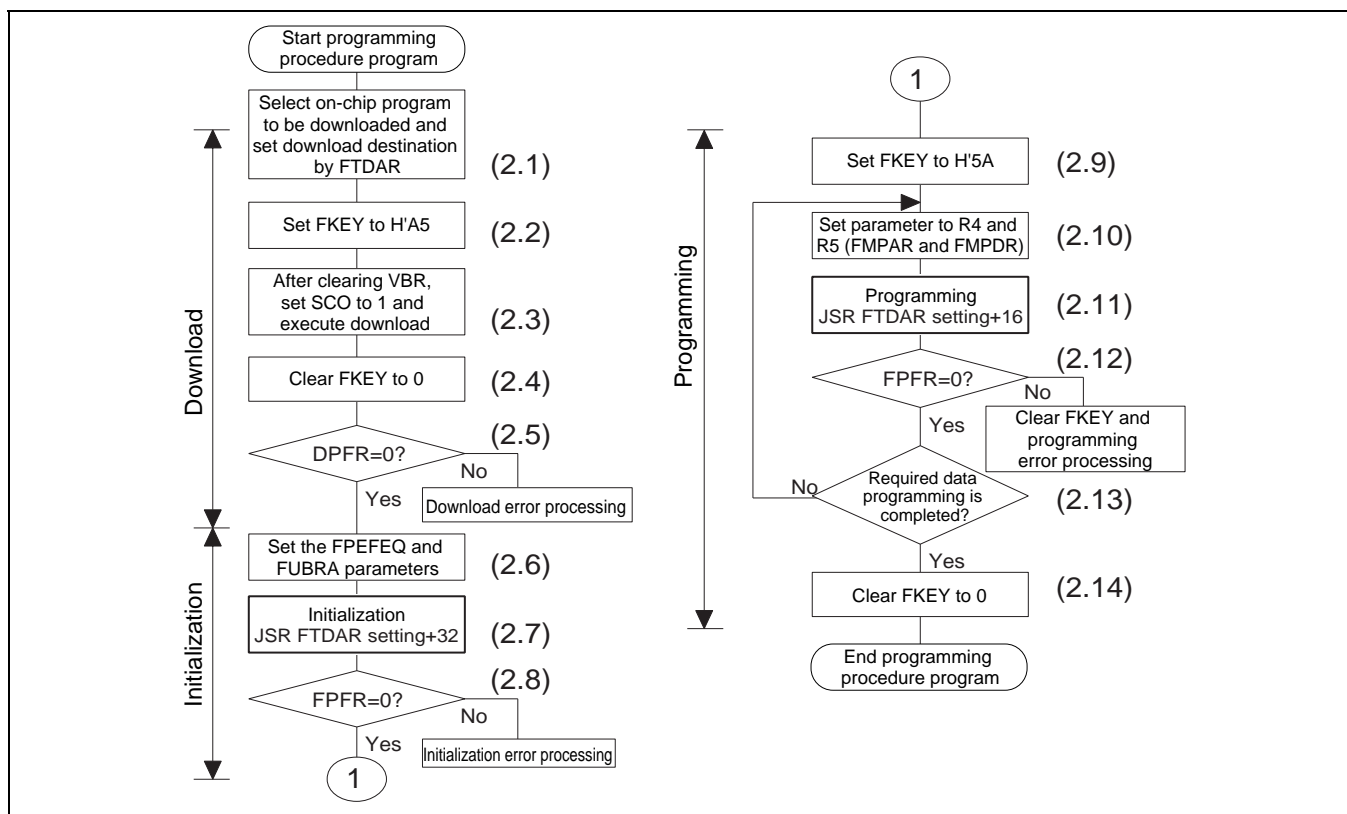 Start programming
procedure program
Select on-chip program
to be downloaded and
set download destination
by FTDAR
(2.1)
Set FKEY to H'A5
(2.2)
After clearing VBR,
set SCO to 1 and
execute download
(2.3)
Clear FKEY to 0
(2.4)
DPFR=0?
(2.5)
No
Yes
Download error processing
Download
Set the FPEFEQ and
FUBRA parameters
(2.6)
Initialization
JSR FTDAR setting+32
(2.7)
FPFR=0?
(2.8)
No
Yes
Initialization error processing
Initialization
1
1
Set FKEY to H'5A
(2.9)
Set parameter to R4 and
R5 (FMPAR and FMPDR)
(2.10)
Programming
JSR FTDAR setting+16
(2.11)
FPFR=0?
(2.12)
No
Yes
Clear FKEY and
programming
error processing
Programming
Required data
programming is
completed?
(2.13)
No
Yes
Clear FKEY to 0
(2.14)
End programming
procedure program